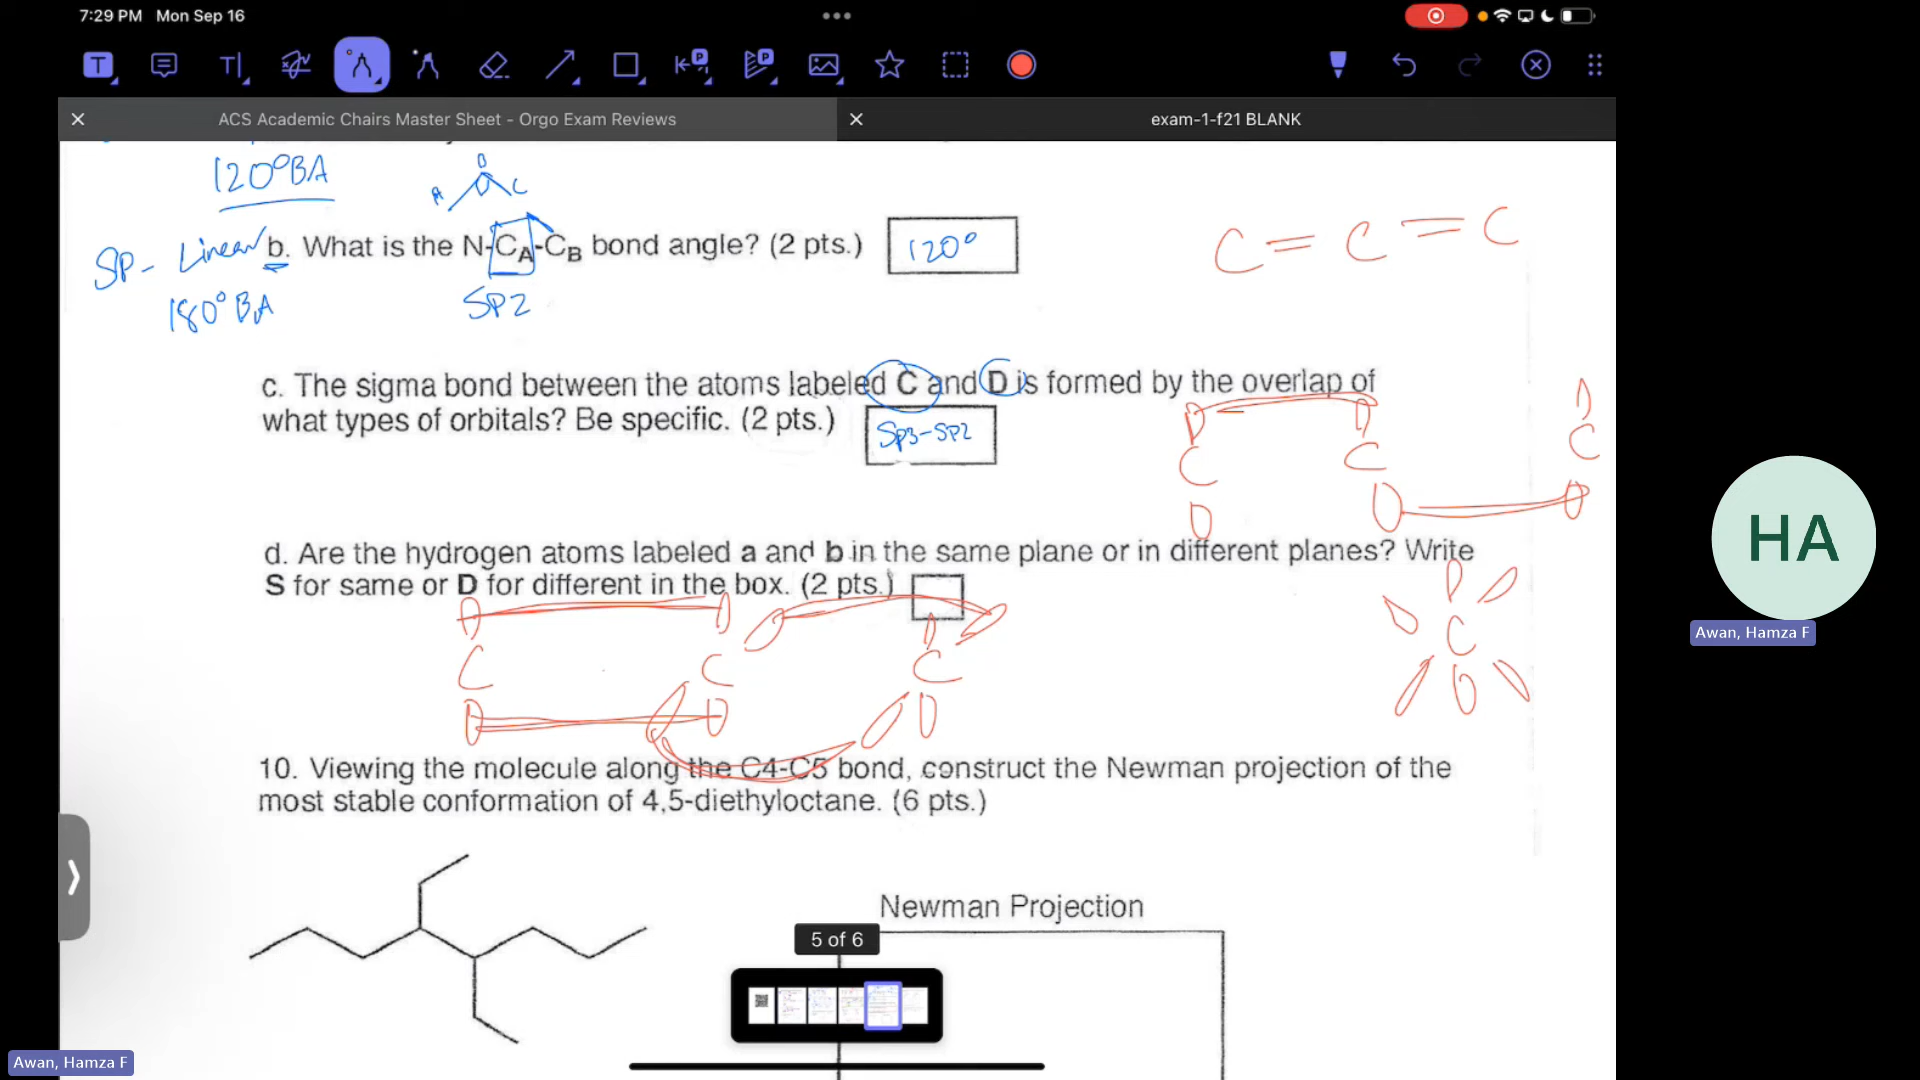 7:29 PM Mon Sep 16
ACS Academic Chairs Master Sheet - Orgo Exam Reviews
exam-1-f21 BLANK
120° BA
A B C
SP - Linear
180° BA
b. What is the N-CA-CB bond angle? (2 pts.)
120°
SP2
C = C = C
c. The sigma bond between the atoms labeled C and D is formed by the overlap of
what types of orbitals? Be specific. (2 pts.)
Sp3-SP2
C C C
d. Are the hydrogen atoms labeled a and b in the same plane or in different planes? Write
S for same or D for different in the box. (2 pts.)
C C C
C
10. Viewing the molecule along the C4-C5 bond, construct the Newman projection of the
most stable conformation of 4,5-diethyloctane. (6 pts.)
Newman Projection
5 of 6
HA
Awan, Hamza F
Awan, Hamza F